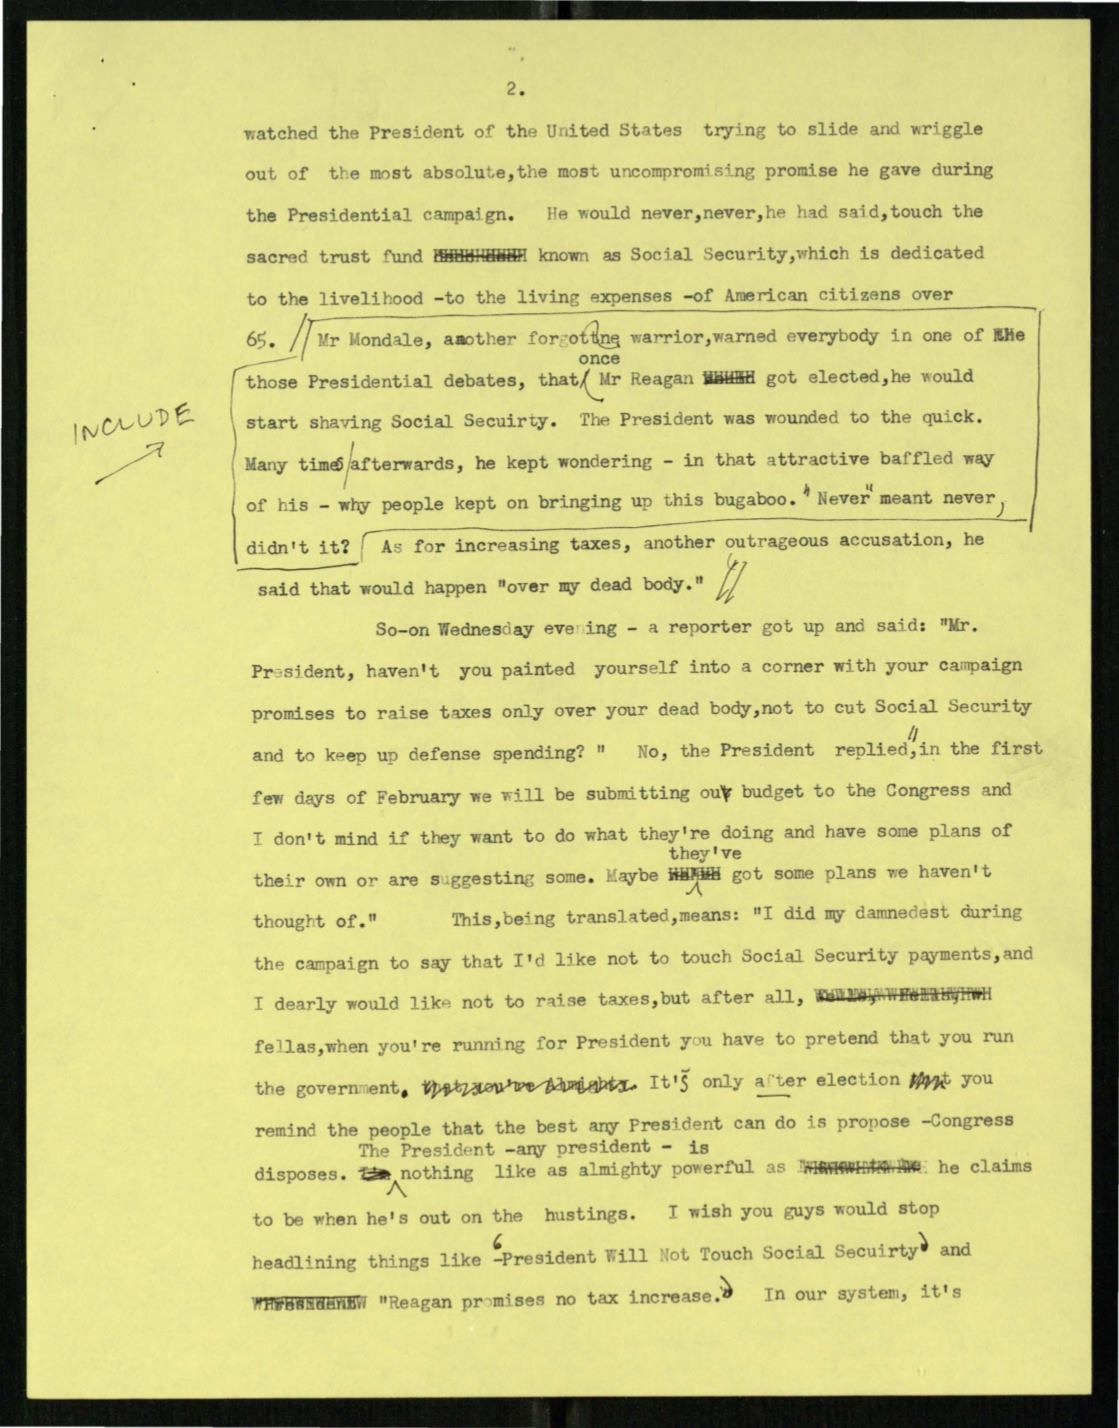 2.
watched the President of the United States trying to slide and wriggle
out of the most absolute,the most uncompromising promise he gave during
the Presidential campaign. He would never,never,he had said,touch the
sacred trust fund known as Social Security,which is dedicated
to the livelihood -to the living expenses -of American citizens over
65. // Mr Mondale, another forgotten warrior,warned everybody in one of
once
those Presidential debates, that Mr Reagan got elected,he would
INCLUDE
start shaving Social Secuirty. The President was wounded to the quick.
Many times/afterwards, he kept wondering - in that attractive baffled way
of his - why people kept on bringing up this bugaboo. "Never" meant never,
didn't it? As for increasing taxes, another outrageous accusation, he
said that would happen "over my dead body." //
So-on Wednesday evening - a reporter got up and said: "Mr.
President, haven't you painted yourself into a corner with your campaign
promises to raise taxes only over your dead body,not to cut Social Security
and to keep up defense spending? " No, the President replied,"in the first
few days of February we will be submitting our budget to the Congress and
I don't mind if they want to do what they're doing and have some plans of
they've
their own or are suggesting some. Maybe got some plans we haven't
thought of." This,being translated,means: "I did my damnedest during
the campaign to say that I'd like not to touch Social Security payments,and
I dearly would like not to raise taxes,but after all,
fellas,when you're running for President you have to pretend that you run
the government. that you're Almighty. It's only after election that you
remind the people that the best any President can do is propose -Congress
The President -any president - is
disposes. nothing like as almighty powerful as he claims
to be when he's out on the hustings. I wish you guys would stop
headlining things like 'President Will Not Touch Social Secuirty' and
"Reagan promises no tax increase.' In our system, it's